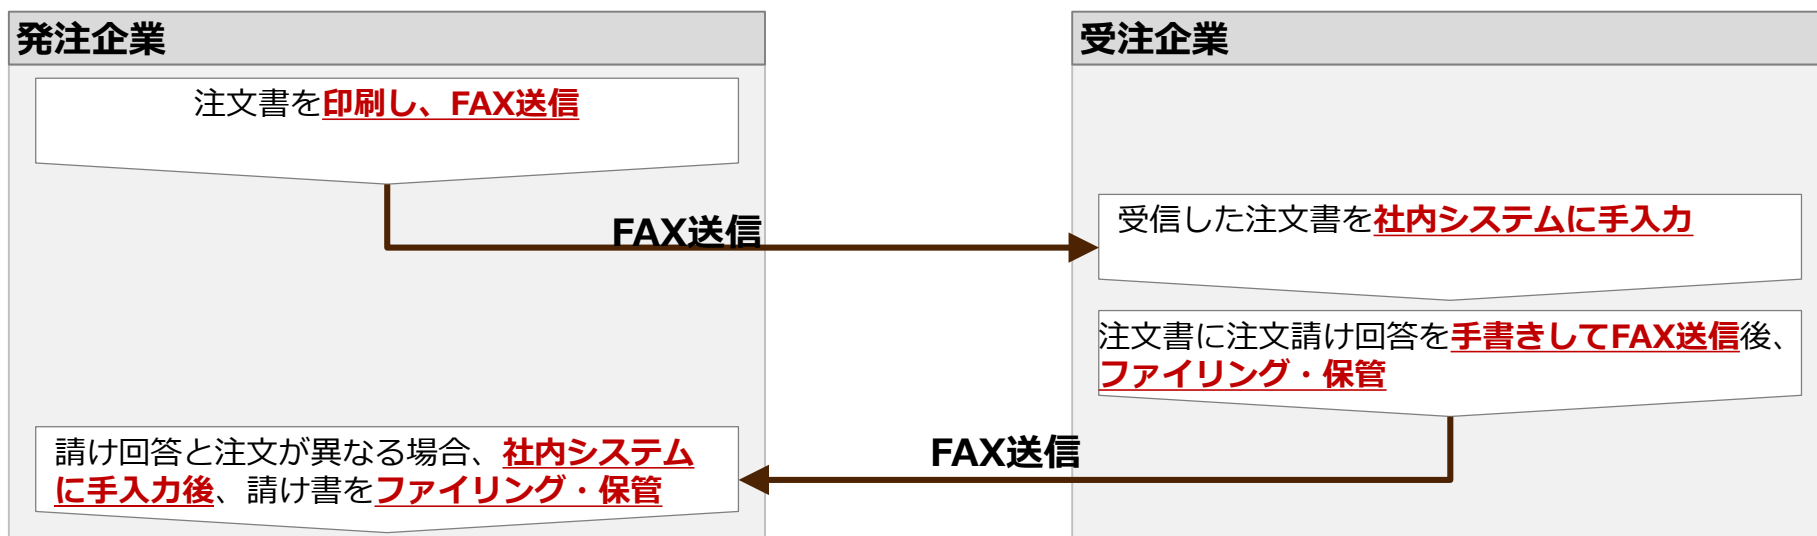 発注企業
受注企業
注文書を印刷し、FAX送信
FAX送信
受信した注文書を社内システムに手入力
注文書に注文請け回答を手書きしてFAX送信後、
ファイリング・保管
FAX送信
請け回答と注文が異なる場合、社内システム
に手入力後、請け書をファイリング・保管